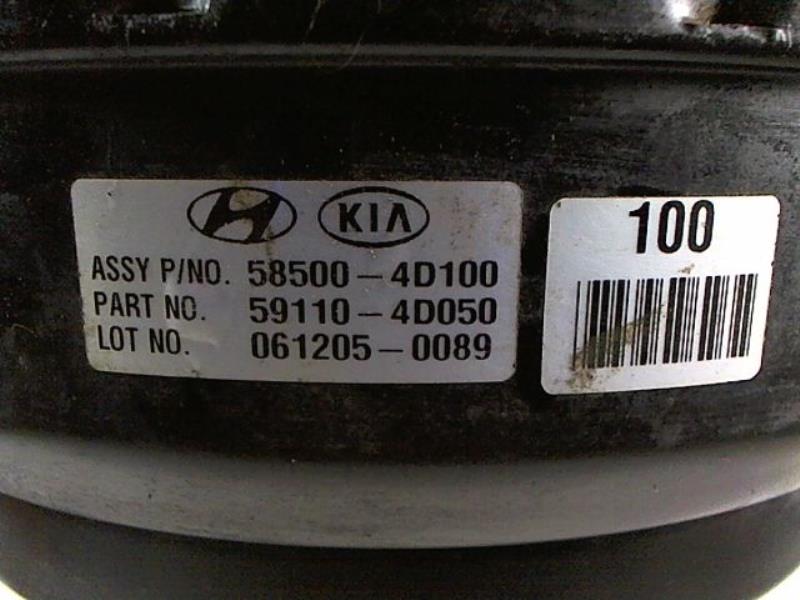 H KIA
ASSY P/NO. 58500-4D100
PART NO. 59110-4D050
LOT NO. 061205-0089
100